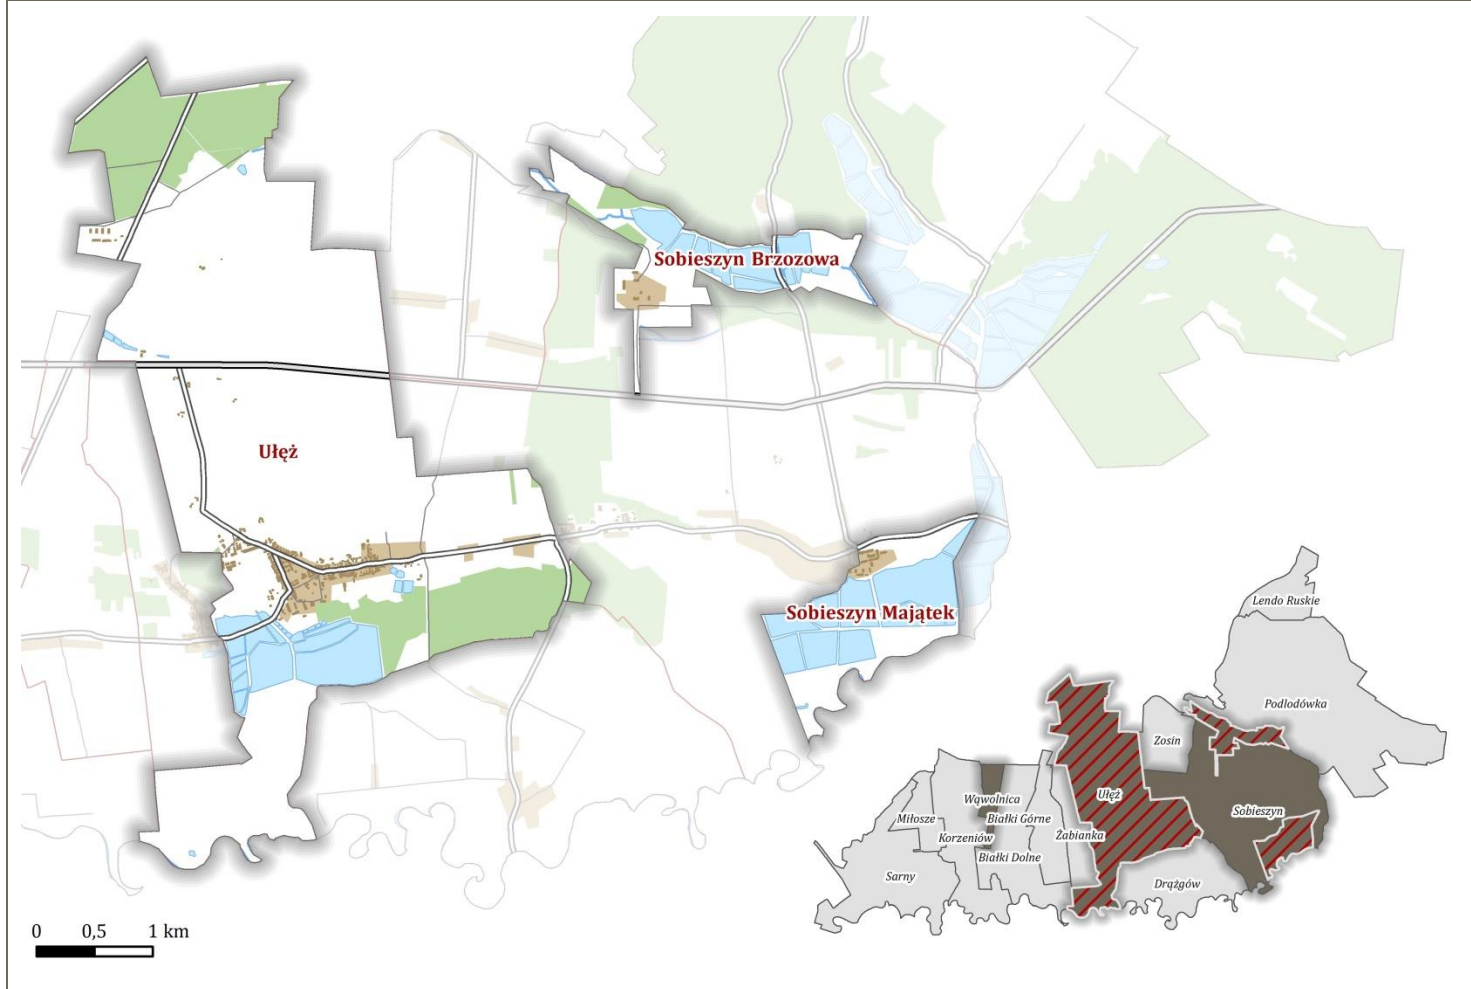 Sobieszyn Brzozowa
Ułęż
Sobieszyn Majątek
Lendo Ruskie
Podlodówka
Zosin
Ułęż
Wąwolnica
Sobieszyn
Miłosze
Białki Górne
Korzeniów
Żabianka
Białki Dolne
Sarny
Drążgów
0 0,5 1 km